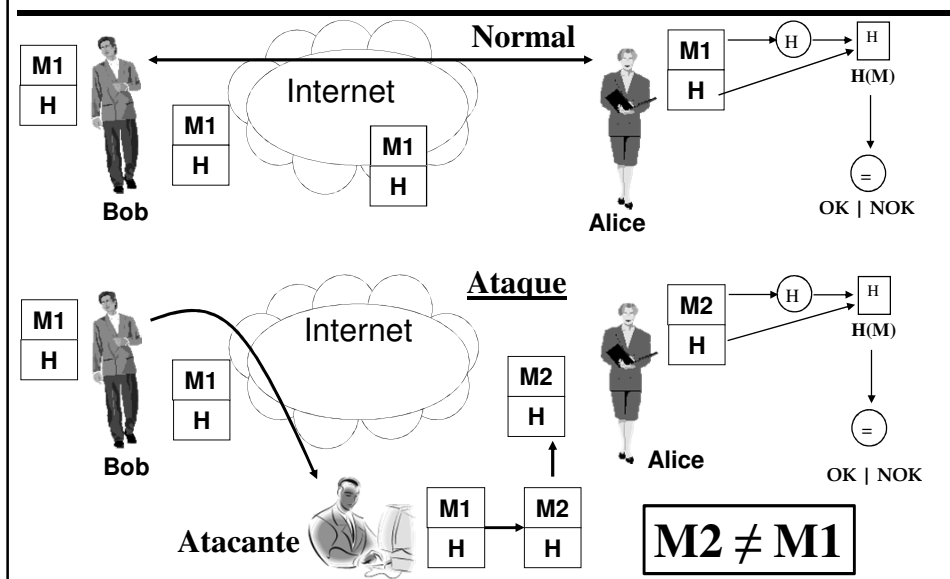 Normal
M1
H
Bob
Internet
M1
H
M1
H
Alice
M1
H
H
H
H(M)
=
OK | NOK
Ataque
M1
H
Bob
Internet
M1
H
M2
H
Alice
M2
H
H
H
H(M)
=
OK | NOK
Atacante
M1
H
M2
H
M2 ≠ M1